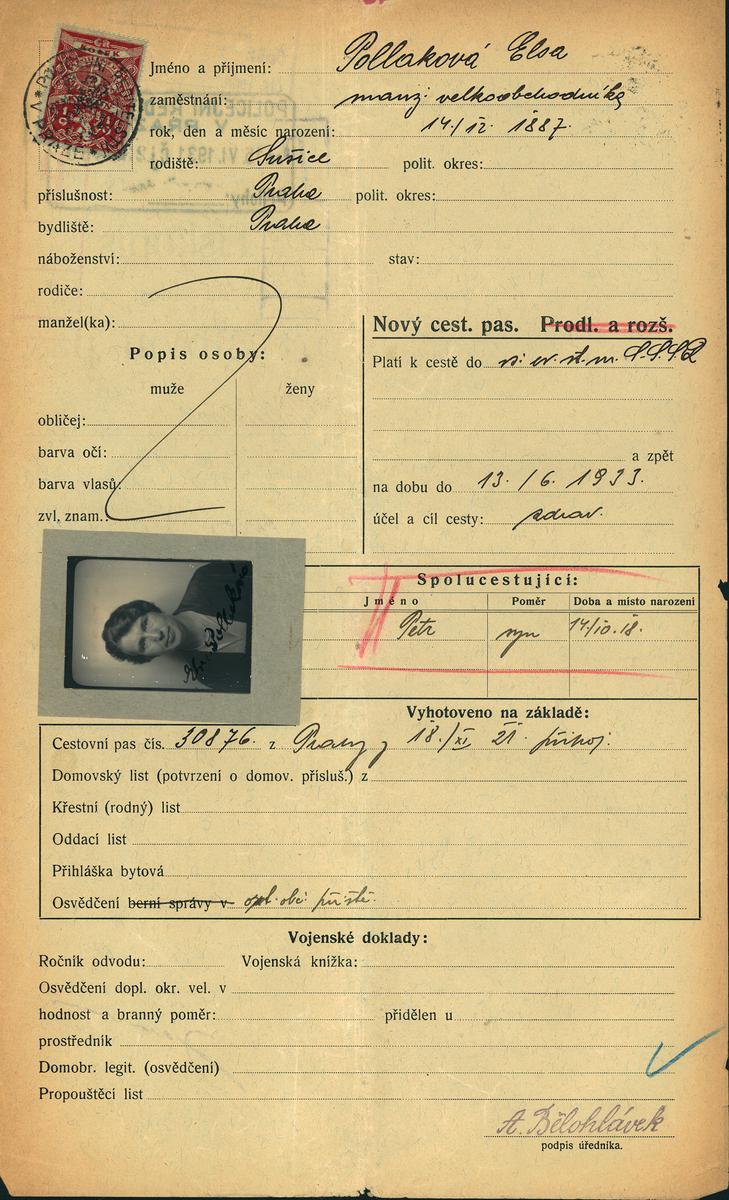 Jméno a příjmení: Pollaková Elsa
zaměstnání: manž. velkoobchodníka
rok, den a měsíc narození: 14/IV. 1887.
rodiště: Sušice polit. okres:
příslušnost: Praha polit. okres:
bydliště: Praha
náboženství: stav:
rodiče:
manžel(ka):
Nový cest. pas. Prodl. a rozš.
Popis osoby:
Platí k cestě do S.S.S.R
muže ženy
obličej:
barva očí: a zpět
barva vlasů: na dobu do 13./6. 1933.
zvl. znam.: účel a cíl cesty: zdrav.
Spolucestující:
Jméno Poměr Doba a místo narození
Petr syn 14/10.18.
Vyhotoveno na základě:
Cestovní pas čís. 30876. z Prahy 18./XI 21. připoj.
Domovský list (potvrzení o domov. přísluš.) z
Křestní (rodný) list
Oddací list
Přihláška bytová
Osvědčení berní správy v
Vojenské doklady:
Ročník odvodu: Vojenská knížka:
Osvědčení dopl. okr. vel. v
hodnost a branný poměr: přidělen u
prostředník
Domobr. legit. (osvědčení)
Propouštěcí list
A. Bělohlávek
podpis úředníka.